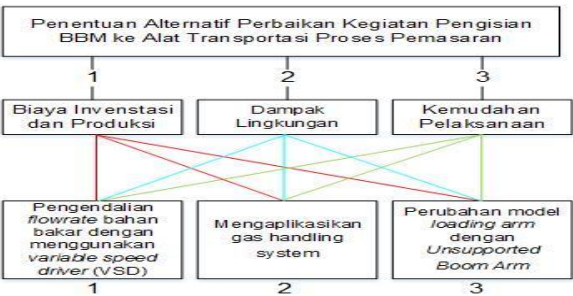 Penentuan Alternatif Perbaikan Kegiatan Pengisian
BBM ke Alat Transportasi Proses Pemasaran
1
2
3
Biaya Invenstasi
dan Produksi
Dampak
Lingkungan
Kemudahan
Pelaksanaan
Pengendalian
flowrate bahan
bakar dengan
menggunakan
variable speed
driver (VSD)
Mengaplikasikan
gas handling
system
Perubahan model
loading arm
dengan
Unsupported
Boom Arm
1
2
3